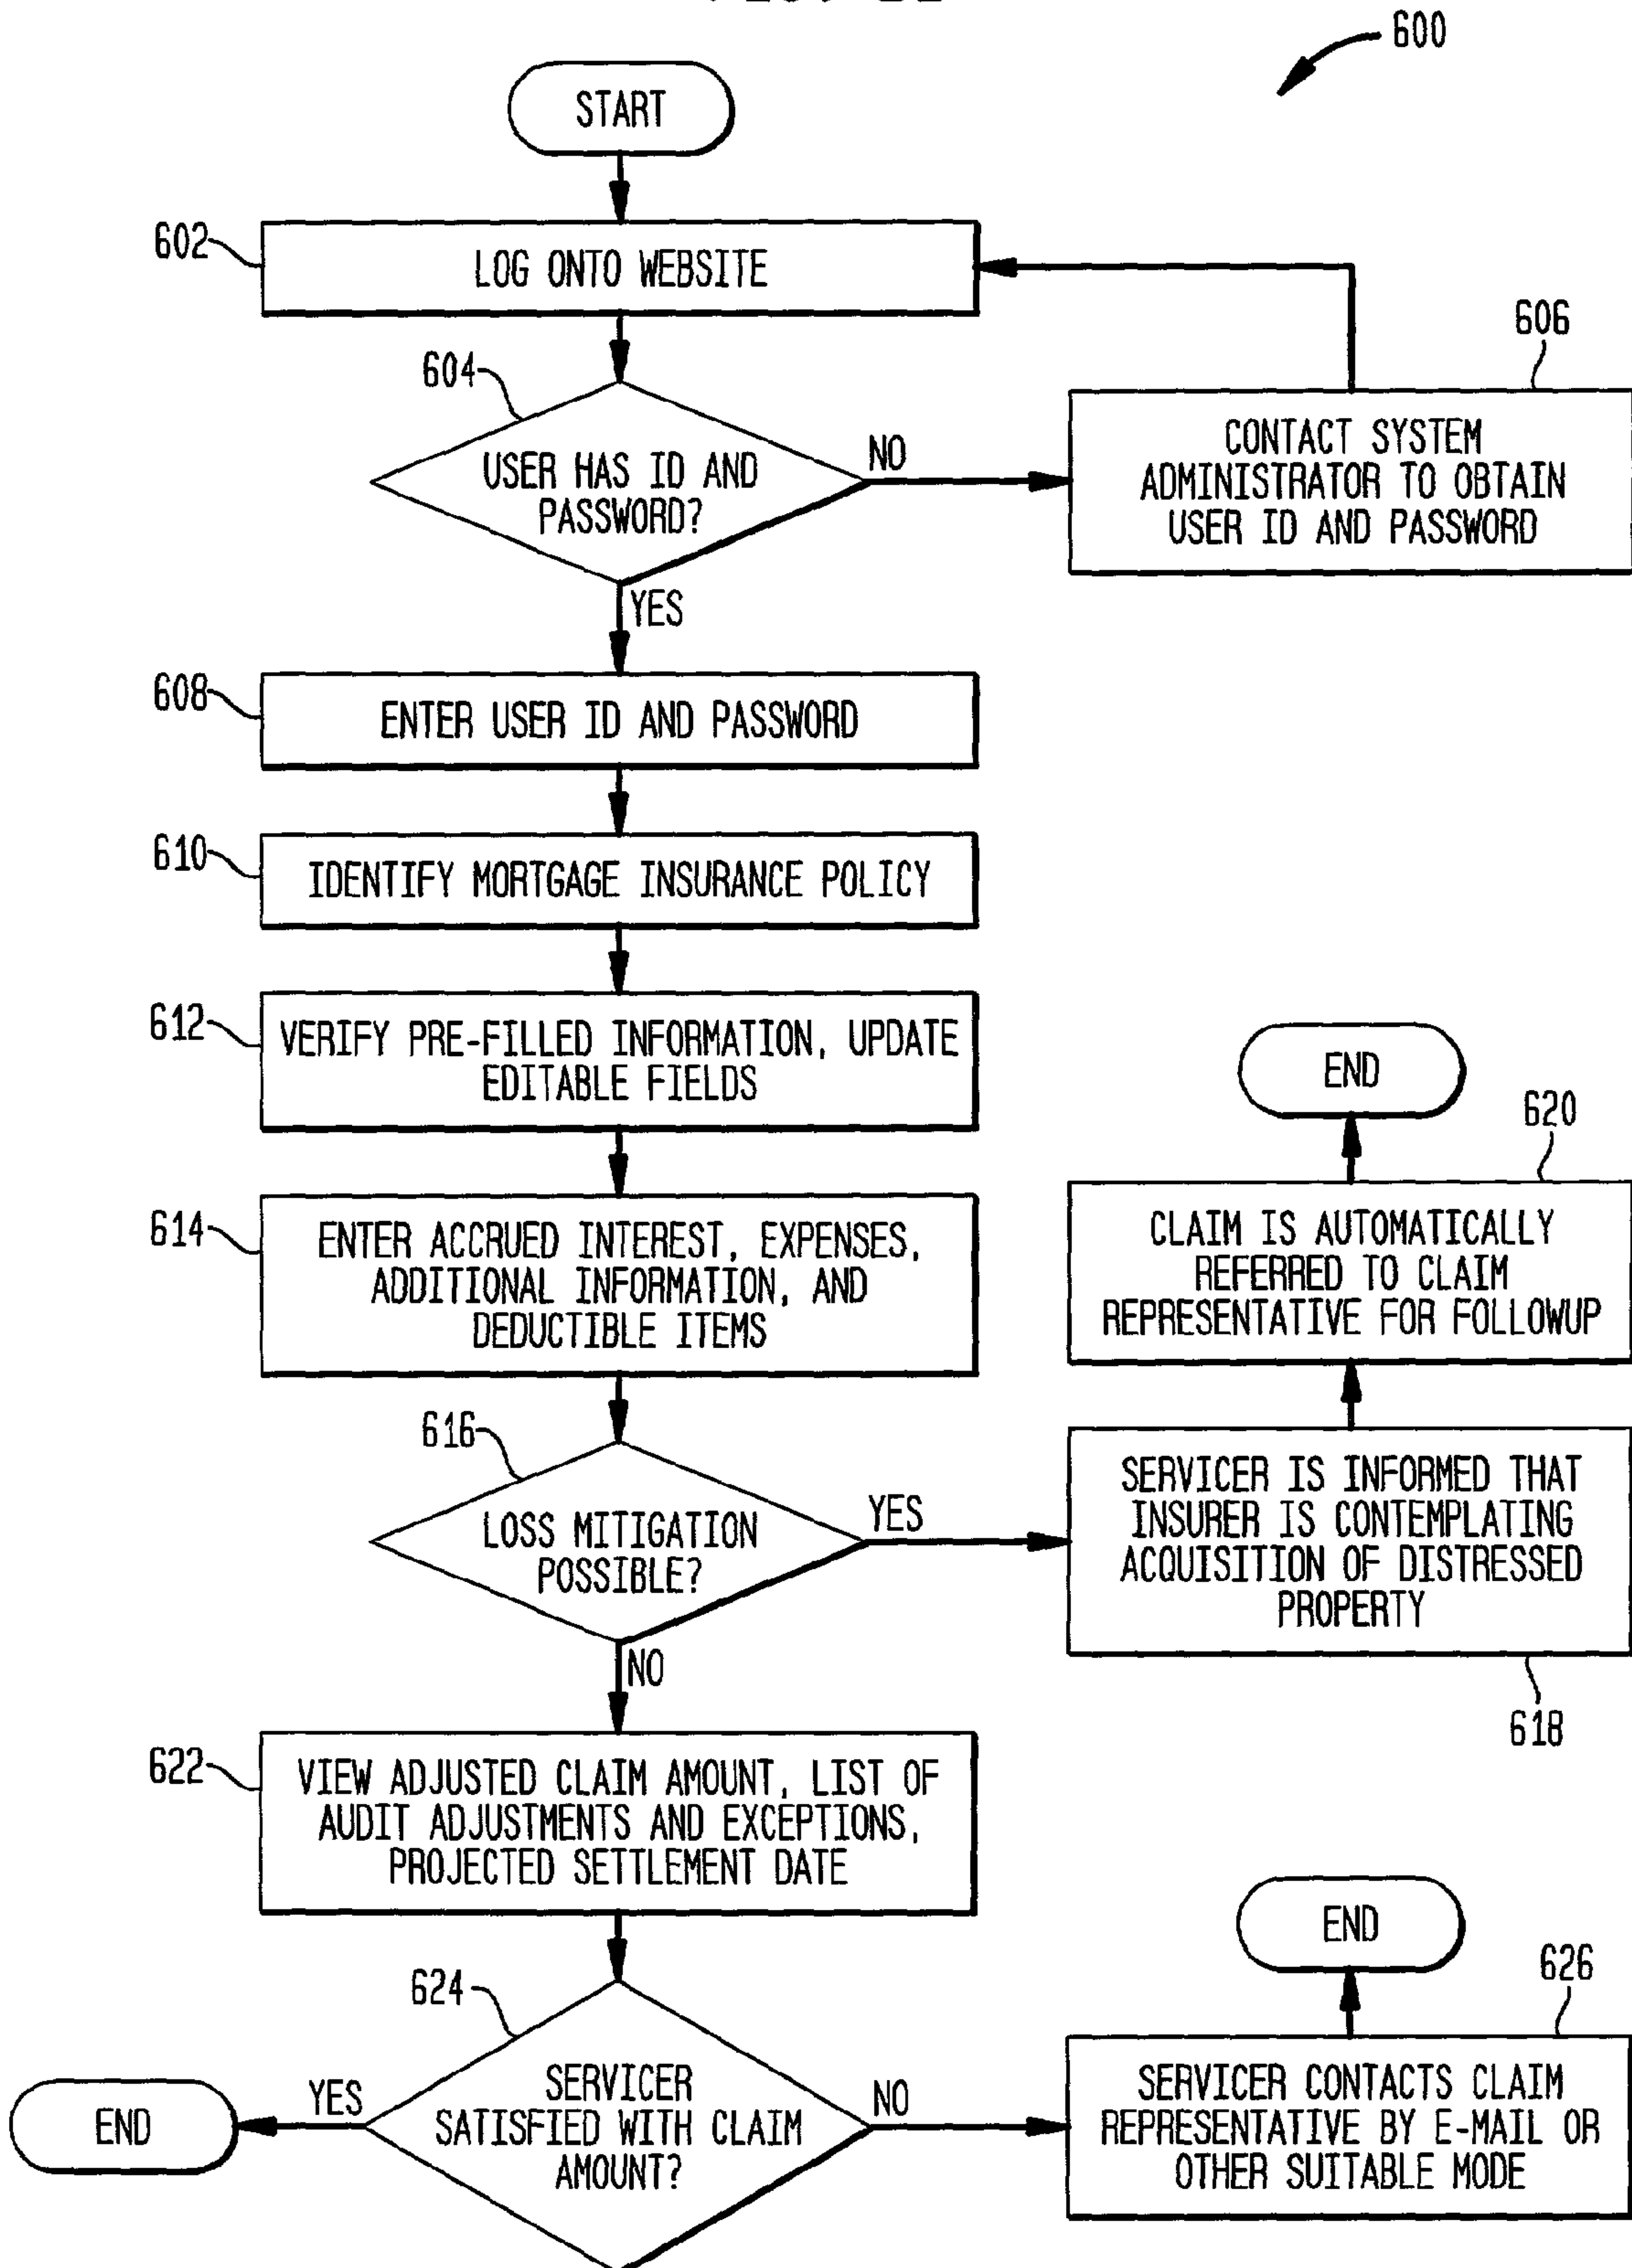 600
START
602
LOG ONTO WEBSITE
606
604
CONTACT SYSTEM
ADMINISTRATOR TO OBTAIN
USER ID AND PASSWORD
USER HAS ID AND
PASSWORD?
NO
YES
608
ENTER USER ID AND PASSWORD
610
IDENTIFY MORTGAGE INSURANCE POLICY
612
VERIFY PRE-FILLED INFORMATION, UPDATE
EDITABLE FIELDS
END
620
614
ENTER ACCRUED INTEREST, EXPENSES,
ADDITIONAL INFORMATION, AND
DEDUCTIBLE ITEMS
CLAIM IS AUTOMATICALLY
REFERRED TO CLAIM
REPRESENTATIVE FOR FOLLOWUP
616
LOSS MITIGATION
POSSIBLE?
YES
SERVICER IS INFORMED THAT
INSURER IS CONTEMPLATING
ACQUISITION OF DISTRESSED
PROPERTY
618
NO
622
VIEW ADJUSTED CLAIM AMOUNT, LIST OF
AUDIT ADJUSTMENTS AND EXCEPTIONS,
PROJECTED SETTLEMENT DATE
END
626
624
SERVICER
SATISFIED WITH CLAIM
AMOUNT?
YES
END
NO
SERVICER CONTACTS CLAIM
REPRESENTATIVE BY E-MAIL OR
OTHER SUITABLE MODE